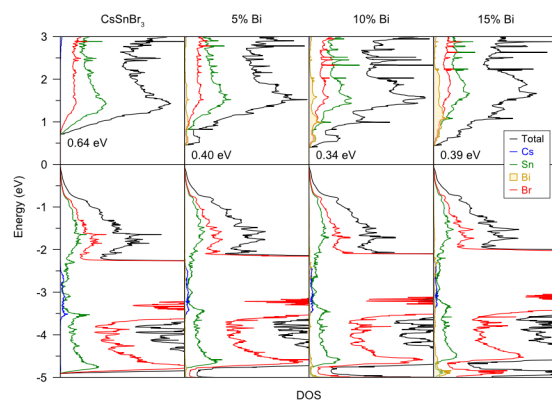 CsSnBr₃ 5% Bi 10% Bi 15% Bi
3
2
1
0
-1
-2
-3
-4
-5
Energy (eV)
0.64 eV 0.40 eV 0.34 eV 0.39 eV
Total
Cs
Sn
Bi
Br
DOS